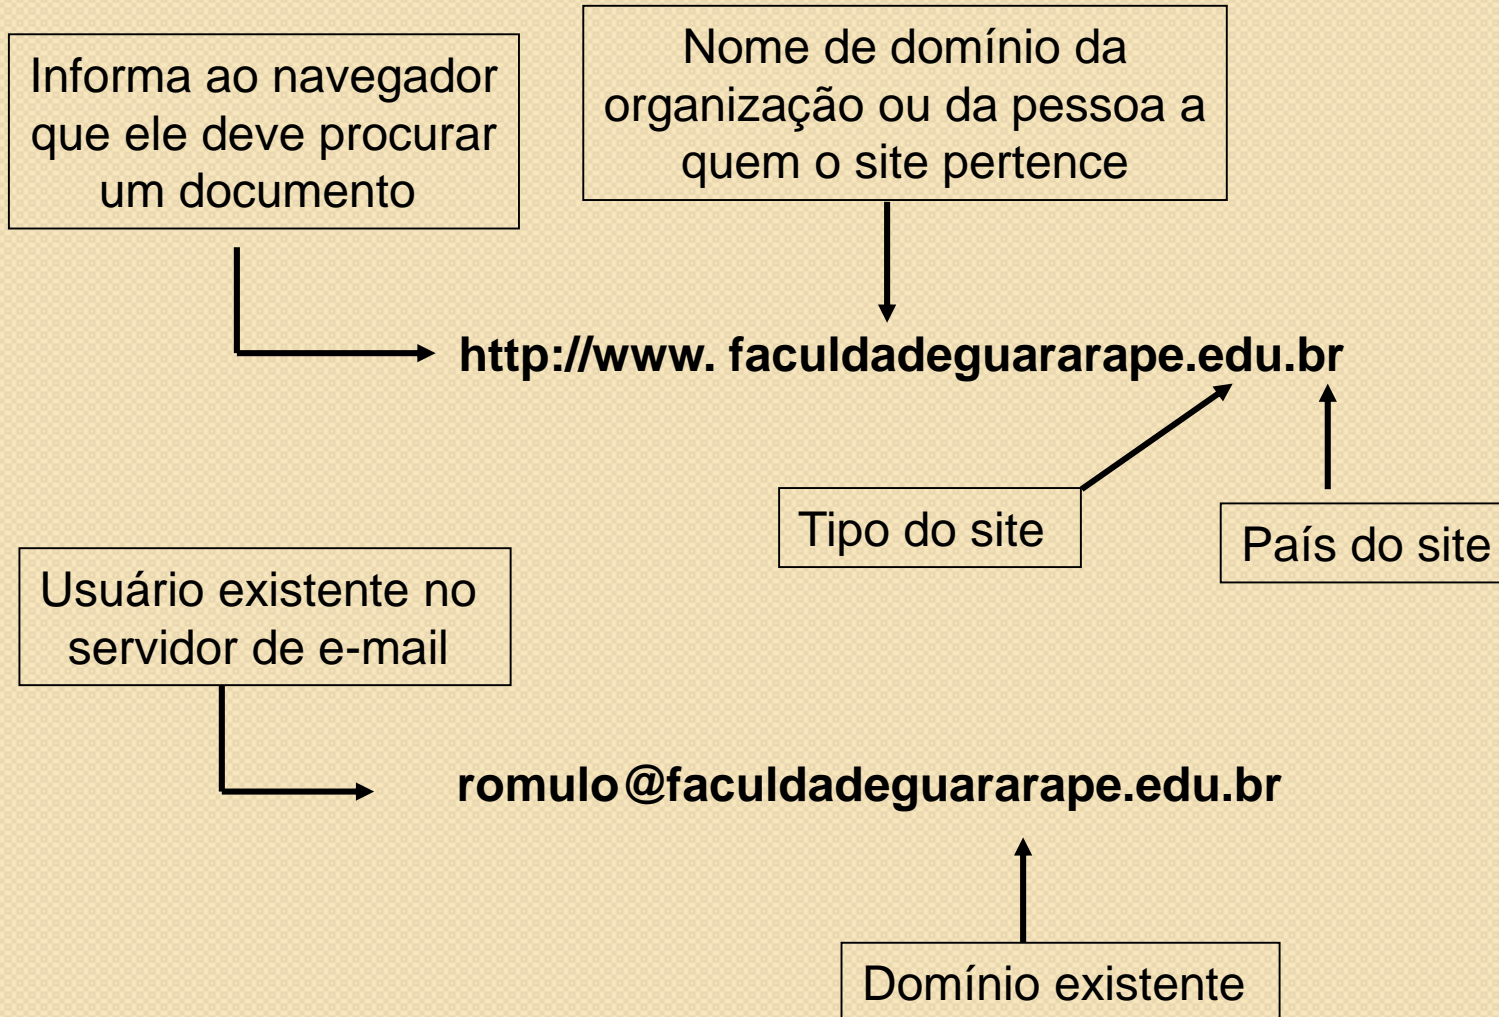 Informa ao navegador
que ele deve procurar
um documento
Nome de domínio da
organização ou da pessoa a
quem o site pertence
http://www. faculdadeguararape.edu.br
Tipo do site
País do site
Usuário existente no
servidor de e-mail
romulo@faculdadeguararape.edu.br
Domínio existente